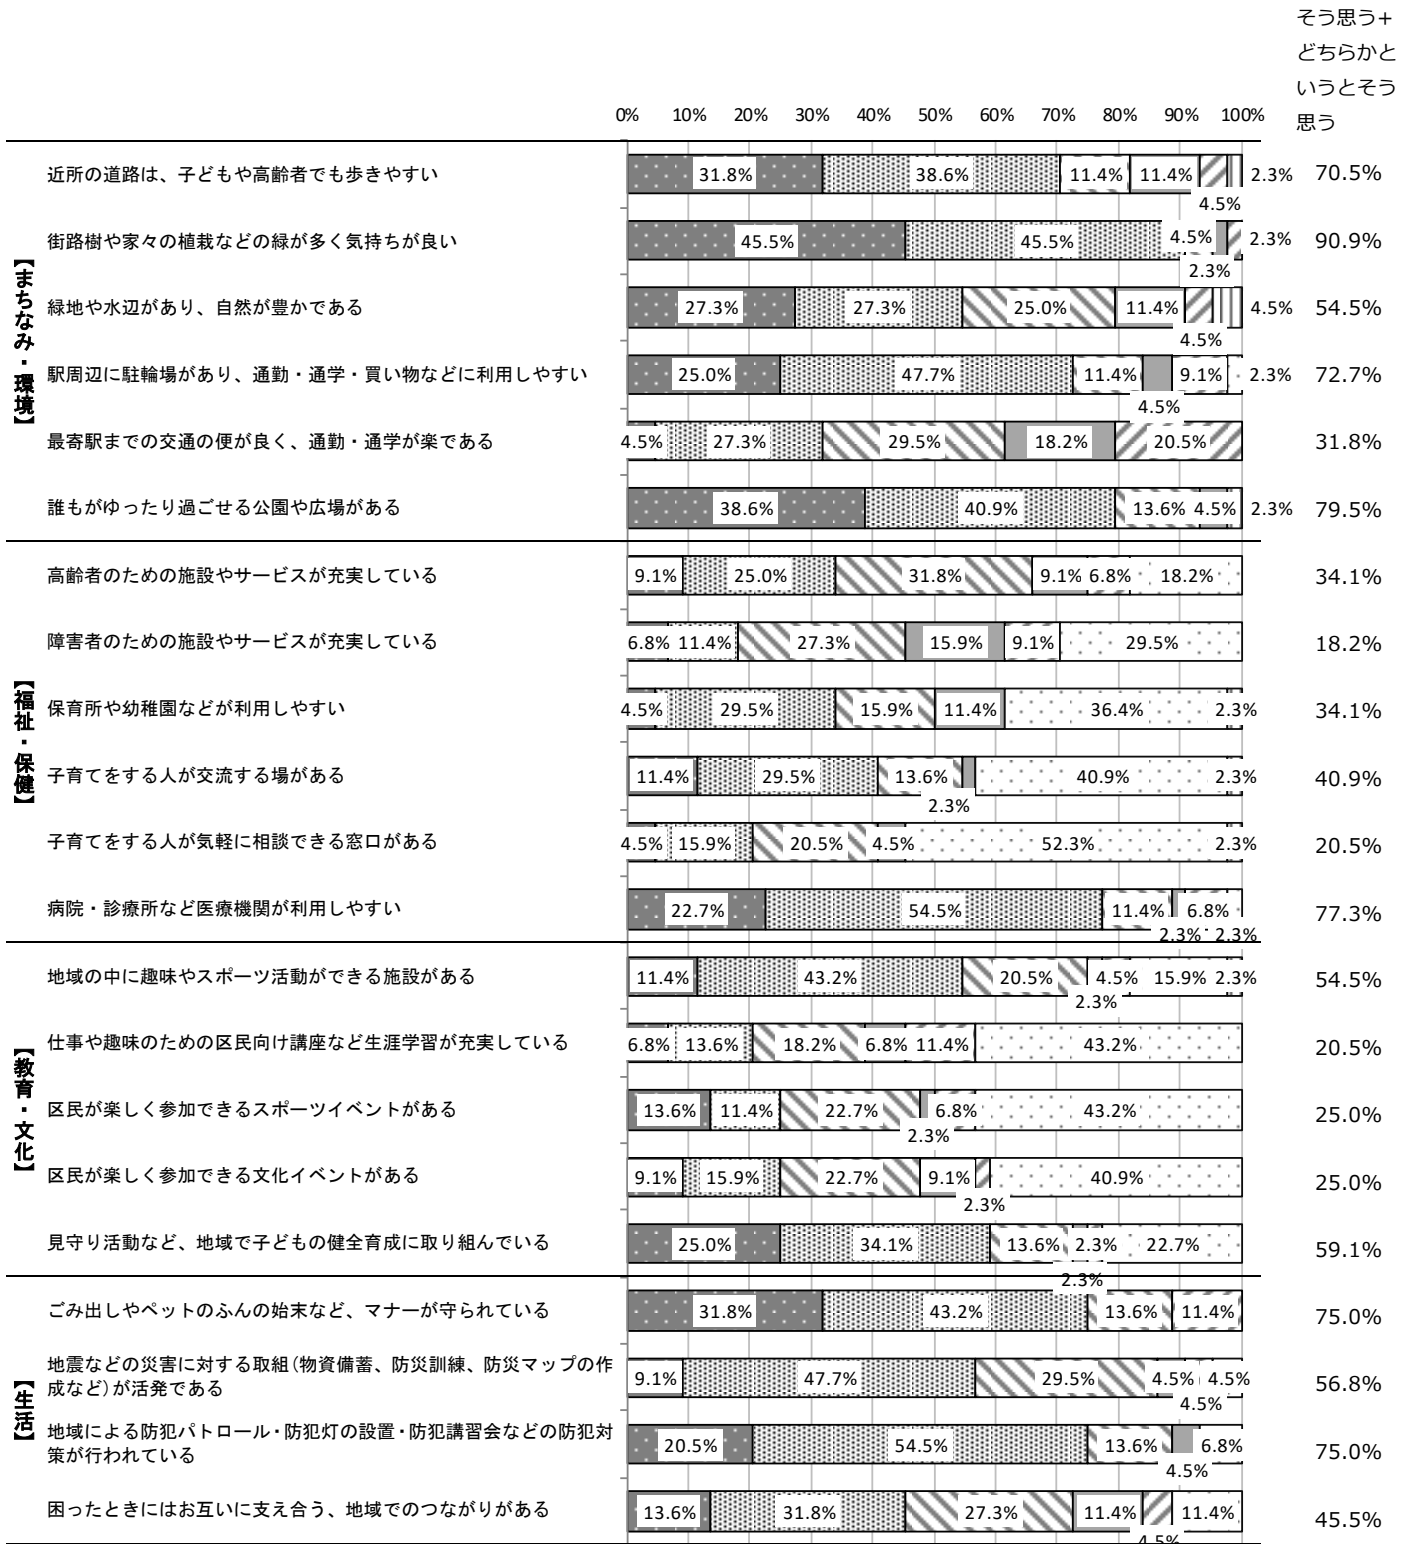 そう思う+
どちらかと
いうとそう
思う
0% 10% 20% 30% 40% 50% 60% 70% 80% 90% 100%
【まちなみ・環境】
近所の道路は、子どもや高齢者でも歩きやすい 31.8% 38.6% 11.4% 11.4% 2.3% 70.5%
4.5%
街路樹や家々の植栽などの緑が多く気持ちが良い 45.5% 45.5% 4.5% 2.3% 90.9%
2.3%
緑地や水辺があり、自然が豊かである 27.3% 27.3% 25.0% 11.4% 4.5% 54.5%
4.5%
駅周辺に駐輪場があり、通勤・通学・買い物などに利用しやすい 25.0% 47.7% 11.4% 9.1% 2.3% 72.7%
4.5%
最寄駅までの交通の便が良く、通勤・通学が楽である 4.5% 27.3% 29.5% 18.2% 20.5% 31.8%
誰もがゆったり過ごせる公園や広場がある 38.6% 40.9% 13.6% 4.5% 2.3% 79.5%
【福祉・保健】
高齢者のための施設やサービスが充実している 9.1% 25.0% 31.8% 9.1% 6.8% 18.2% 34.1%
障害者のための施設やサービスが充実している 6.8% 11.4% 27.3% 15.9% 9.1% 29.5% 18.2%
保育所や幼稚園などが利用しやすい 4.5% 29.5% 15.9% 11.4% 36.4% 2.3% 34.1%
子育てをする人が交流する場がある 11.4% 29.5% 13.6% 40.9% 2.3% 40.9%
2.3%
子育てをする人が気軽に相談できる窓口がある 4.5% 15.9% 20.5% 4.5% 52.3% 2.3% 20.5%
病院・診療所など医療機関が利用しやすい 22.7% 54.5% 11.4% 6.8% 77.3%
2.3% 2.3%
【教育・文化】
地域の中に趣味やスポーツ活動ができる施設がある 11.4% 43.2% 20.5% 4.5% 15.9% 2.3% 54.5%
2.3%
仕事や趣味のための区民向け講座など生涯学習が充実している 6.8% 13.6% 18.2% 6.8% 11.4% 43.2% 20.5%
区民が楽しく参加できるスポーツイベントがある 13.6% 11.4% 22.7% 6.8% 43.2% 25.0%
2.3%
区民が楽しく参加できる文化イベントがある 9.1% 15.9% 22.7% 9.1% 40.9% 25.0%
2.3%
見守り活動など、地域で子どもの健全育成に取り組んでいる 25.0% 34.1% 13.6% 2.3% 22.7% 59.1%
2.3%
【生活】
ごみ出しやペットのふんの始末など、マナーが守られている 31.8% 43.2% 13.6% 11.4% 75.0%
地震などの災害に対する取組(物資備蓄、防災訓練、防災マップの作
成など)が活発である 9.1% 47.7% 29.5% 4.5% 4.5% 56.8%
4.5%
地域による防犯パトロール・防犯灯の設置・防犯講習会などの防犯対
策が行われている 20.5% 54.5% 13.6% 6.8% 75.0%
4.5%
困ったときにはお互いに支え合う、地域でのつながりがある 13.6% 31.8% 27.3% 11.4% 11.4% 45.5%
4.5%